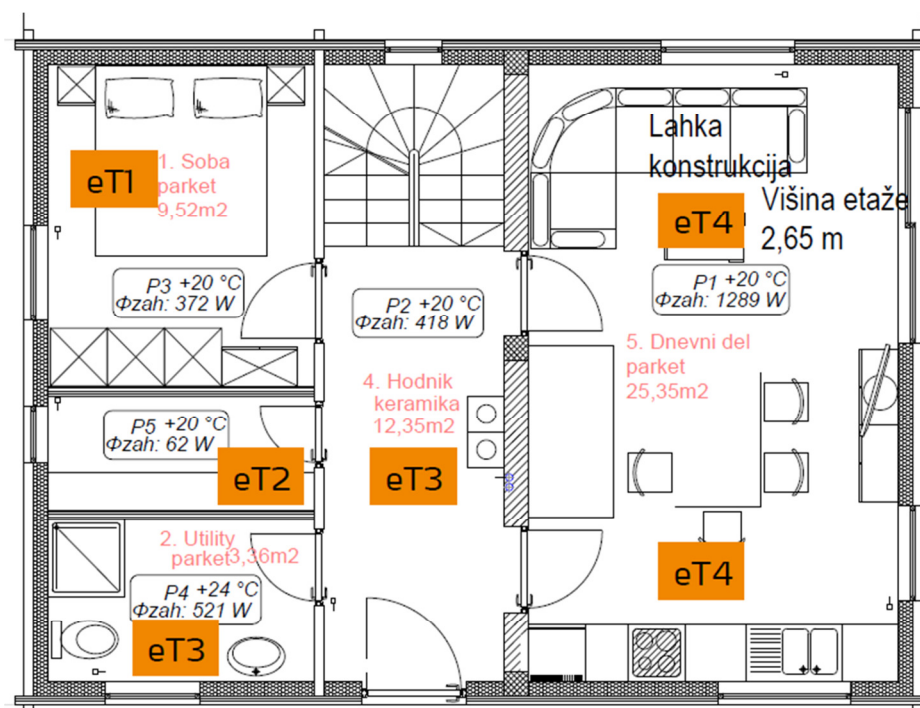 Lahka
konstrukcija
Višina etaže
2,65 m
eT1
1. Soba
parket
9,52m2
eT4
P3 +20 °C
Φzah: 372 W
P2 +20 °C
Φzah: 418 W
P1 +20 °C
Φzah: 1289 W
5. Dnevni del
parket
25,35m2
4. Hodnik
keramika
12,35m2
P5 +20 °C
Φzah: 62 W
eT2
eT3
2. Utility
parket 3,36m2
P4 +24 °C
Φzah: 521 W
eT3
eT4